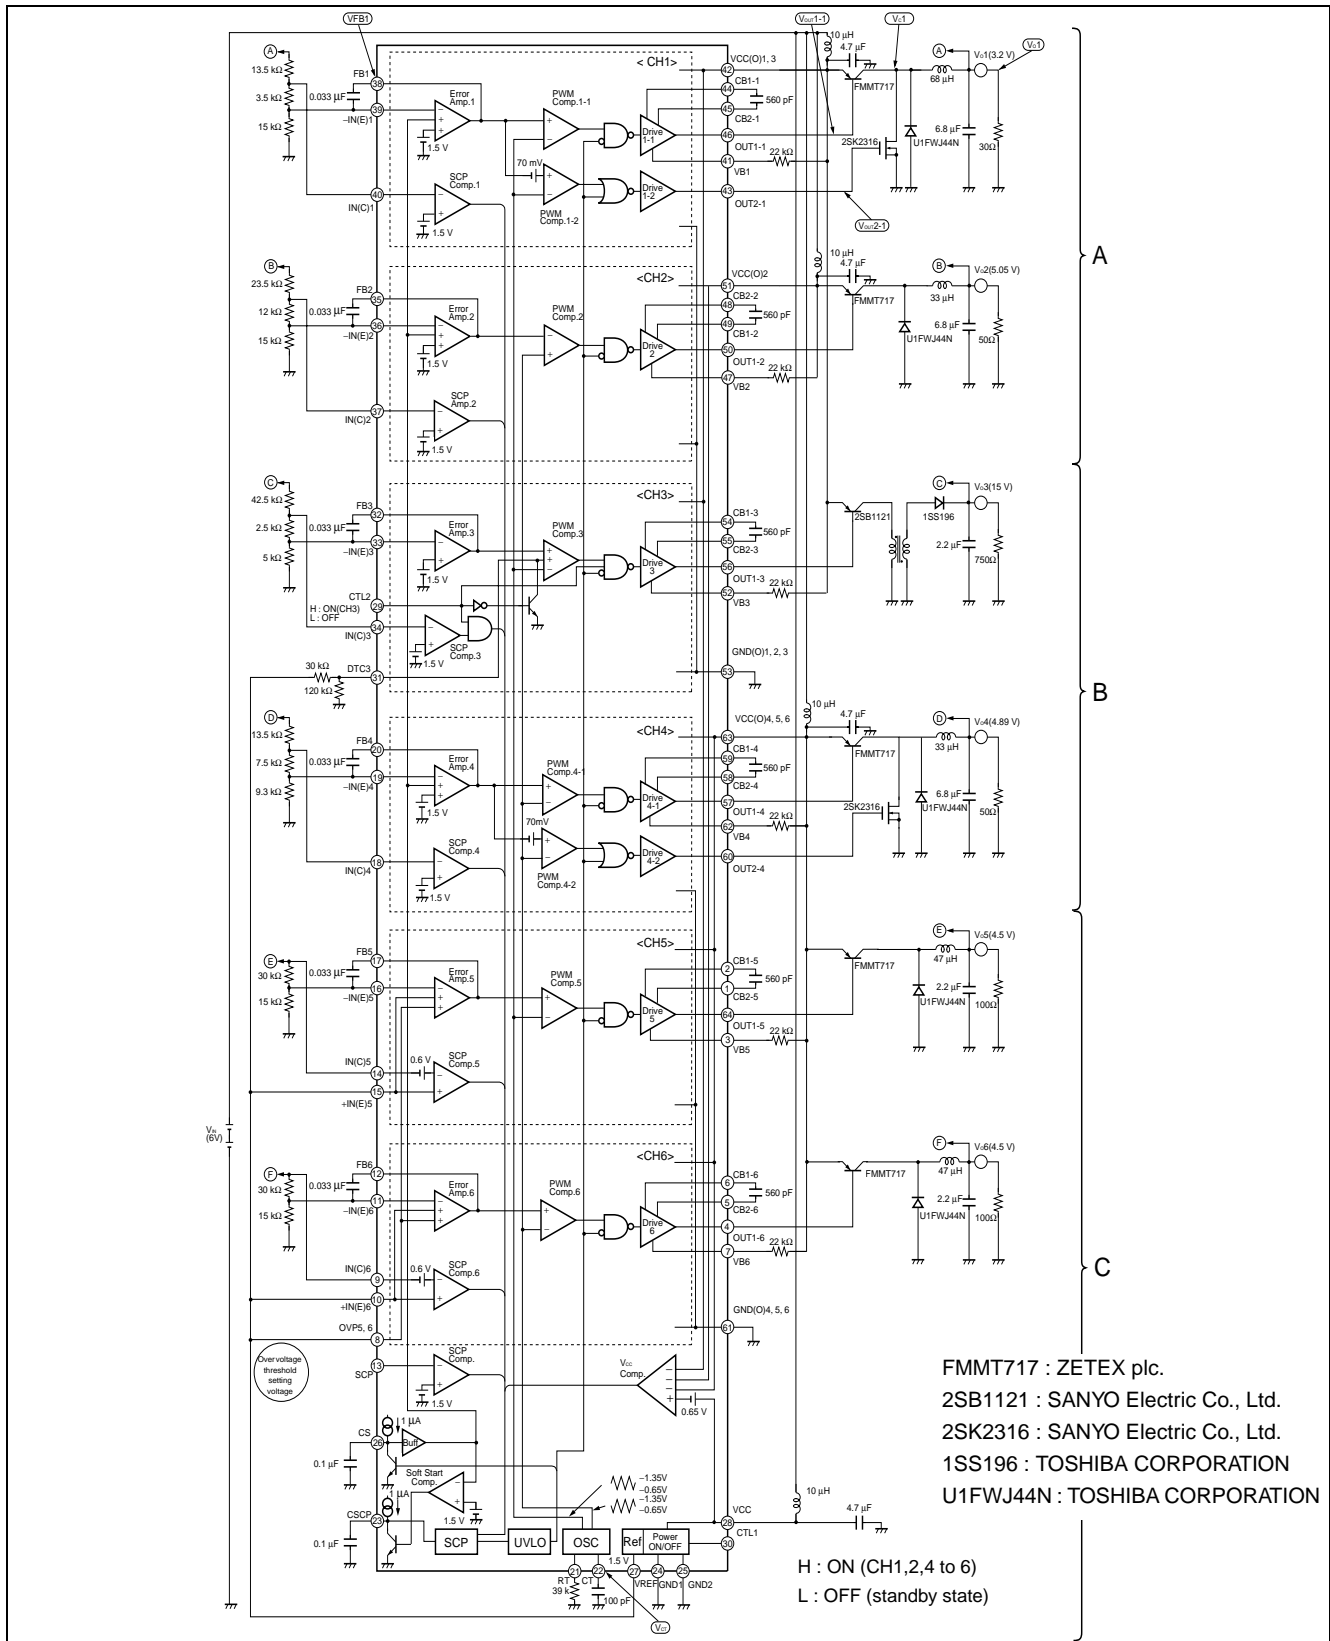 VFB1
VOUT1-1
VC1
VO1
A
13.5 kΩ
FB1
38
3.5 kΩ
0.033 µF
39
−IN(E)1
15 kΩ
40
IN(C)1
< CH1>
Error
Amp.1
1.5 V
SCP
Comp.1
1.5 V
PWM
Comp.1-1
70 mV
PWM
Comp.1-2
Drive
1-1
Drive
1-2
10 µH
4.7 µF
VCC(O)1, 3
42
CB1-1
44
560 pF
45
CB2-1
46
OUT1-1
41
22 kΩ
VB1
43
OUT2-1
VOUT2-1
FMMT717
2SK2316
U1FWJ44N
A
68 µH
VO1(3.2 V)
6.8 µF
30Ω
A
B
23.5 kΩ
FB2
35
12 kΩ
0.033 µF
36
−IN(E)2
15 kΩ
37
IN(C)2
<CH2>
Error
Amp.2
1.5 V
SCP
Amp.2
1.5 V
PWM
Comp.2
Drive
2
10 µH
4.7 µF
VCC(O)2
51
CB2-2
48
560 pF
49
CB1-2
50
OUT1-2
47
22 kΩ
VB2
FMMT717
U1FWJ44N
B
33 µH
VO2(5.05 V)
6.8 µF
50Ω
C
42.5 kΩ
FB3
32
2.5 kΩ
0.033 µF
33
−IN(E)3
5 kΩ
CTL2
29
H : ON(CH3)
L : OFF
34
IN(C)3
30 kΩ
DTC3
31
120 kΩ
<CH3>
Error
Amp.3
1.5 V
PWM
Comp.3
SCP
Comp.3
1.5 V
Drive
3
CB1-3
54
560 pF
55
CB2-3
56
OUT1-3
52
22 kΩ
VB3
GND(O)1, 2, 3
53
2SB1121
C
1SS196
VO3(15 V)
2.2 µF
750Ω
B
D
13.5 kΩ
FB4
20
7.5 kΩ
0.033 µF
19
−IN(E)4
9.3 kΩ
18
IN(C)4
<CH4>
Error
Amp.4
1.5 V
SCP
Comp.4
1.5 V
PWM
Comp.4-1
70mV
PWM
Comp.4-2
Drive
4-1
Drive
4-2
10 µH
4.7 µF
VCC(O)4, 5, 6
63
CB1-4
59
560 pF
58
CB2-4
57
OUT1-4
62
22 kΩ
VB4
60
OUT2-4
FMMT717
2SK2316
U1FWJ44N
D
33 µH
VO4(4.89 V)
6.8 µF
50Ω
E
30 kΩ
FB5
17
0.033 µF
16
−IN(E)5
15 kΩ
IN(C)5
14
0.6 V
15
+IN(E)5
<CH5>
Error
Amp.5
SCP
Comp.5
PWM
Comp.5
Drive
5
CB1-5
2
560 pF
1
CB2-5
64
OUT1-5
3
22 kΩ
VB5
FMMT717
U1FWJ44N
E
47 µH
VO5(4.5 V)
2.2 µF
100Ω
VIN
(6V)
F
30 kΩ
FB6
12
0.033 µF
11
−IN(E)6
15 kΩ
IN(C)6
9
0.6 V
10
+IN(E)6
OVP5, 6
8
<CH6>
Error
Amp.6
SCP
Comp.6
PWM
Comp.6
Drive
6
CB1-6
6
560 pF
5
CB2-6
4
OUT1-6
7
22 kΩ
VB6
GND(O)4, 5, 6
61
FMMT717
U1FWJ44N
F
47 µH
VO6(4.5 V)
2.2 µF
100Ω
C
Over voltage
threshold
setting
voltage
13
SCP
SCP
Comp.
1.5 V
VCC
Comp.
0.65 V
1 µA
CS
26
Buff
0.1 µF
Soft Start
Comp.
1 µA
1.5 V
CSCP
23
0.1 µF
−1.35V
−0.65V
−1.35V
−0.65V
SCP
UVLO
OSC
Ref
Power
ON/OFF
1.5 V
10 µH
VCC
28
4.7 µF
CTL1
30
21
22
27
24
25
RT
CT
VREF
GND1
GND2
39 k
100 pF
VCT
FMMT717 : ZETEX plc.
2SB1121 : SANYO Electric Co., Ltd.
2SK2316 : SANYO Electric Co., Ltd.
1SS196 : TOSHIBA CORPORATION
U1FWJ44N : TOSHIBA CORPORATION
H : ON (CH1,2,4 to 6)
L : OFF (standby state)